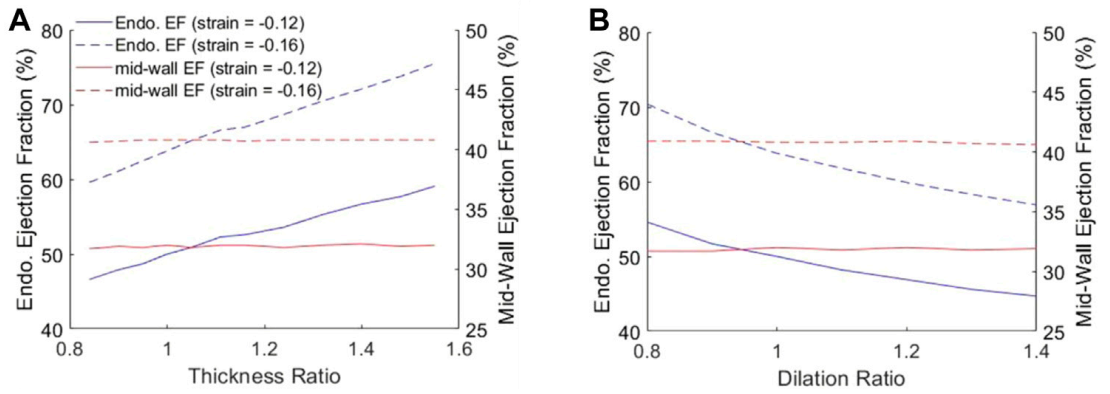 A
Endo. Ejection Fraction (%)
80
70
60
50
40
Endo. EF (strain = -0.12)
Endo. EF (strain = -0.16)
mid-wall EF (strain = -0.12)
mid-wall EF (strain = -0.16)
50
45
40
35
30
25
Mid-Wall Ejection Fraction (%)
0.8 1 1.2 1.4 1.6
Thickness Ratio
B
Endo. Ejection Fraction (%)
80
70
60
50
40
50
45
40
35
30
25
Mid-Wall Ejection Fraction (%)
0.8 1 1.2 1.4
Dilation Ratio